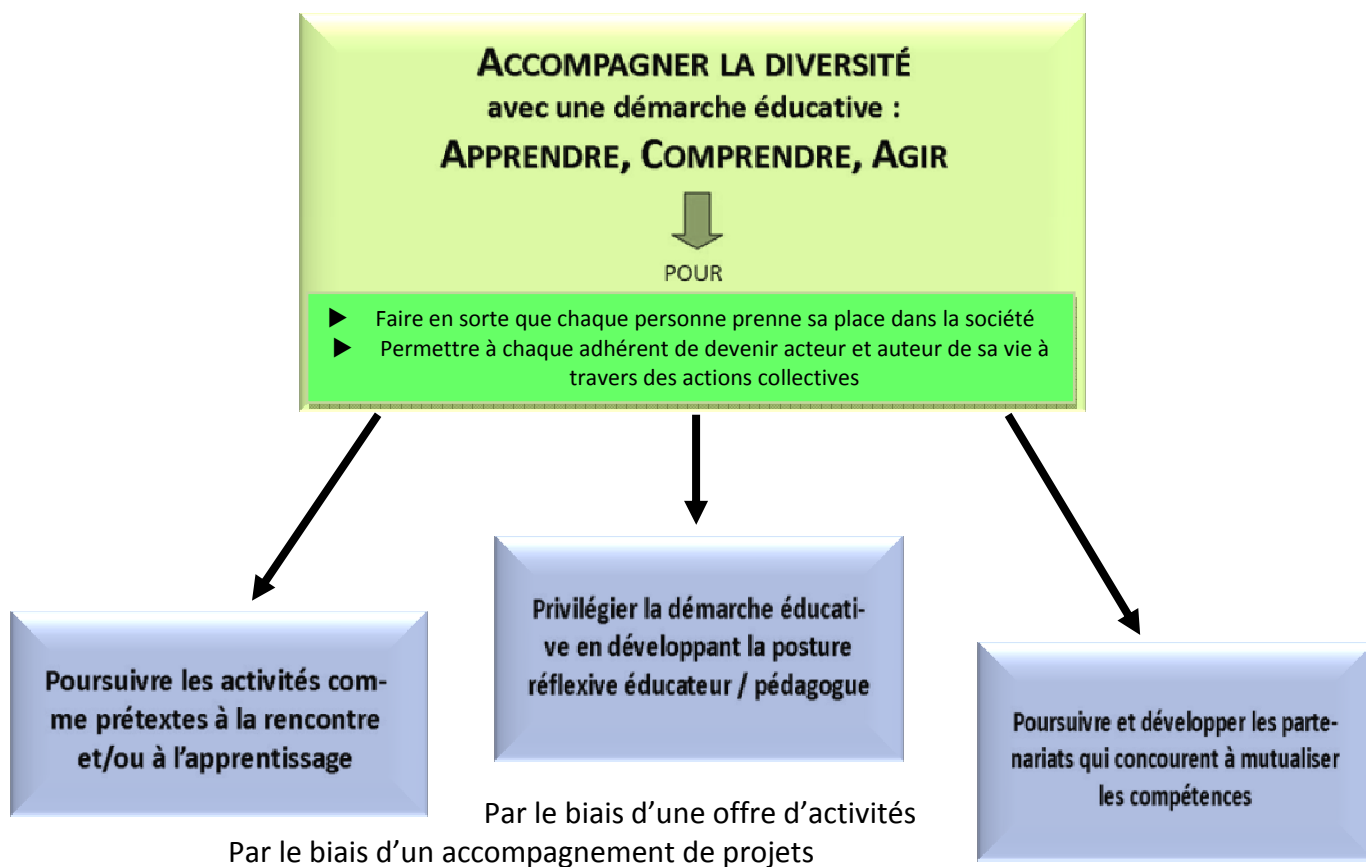 ACCOMPAGNER LA DIVERSITÉ
avec une démarche éducative :
APPRENDRE, COMPRENDRE, AGIR
POUR
► Faire en sorte que chaque personne prenne sa place dans la société
► Permettre à chaque adhérent de devenir acteur et auteur de sa vie à
travers des actions collectives
Poursuivre les activités com-
me prétextes à la rencontre
et/ou à l'apprentissage
Privilégier la démarche éducati-
ve en développant la posture
réflexive éducateur / pédagogue
Poursuivre et développer les parte-
nariats qui concourent à mutualiser
les compétences
Par le biais d'une offre d'activités
Par le biais d'un accompagnement de projets